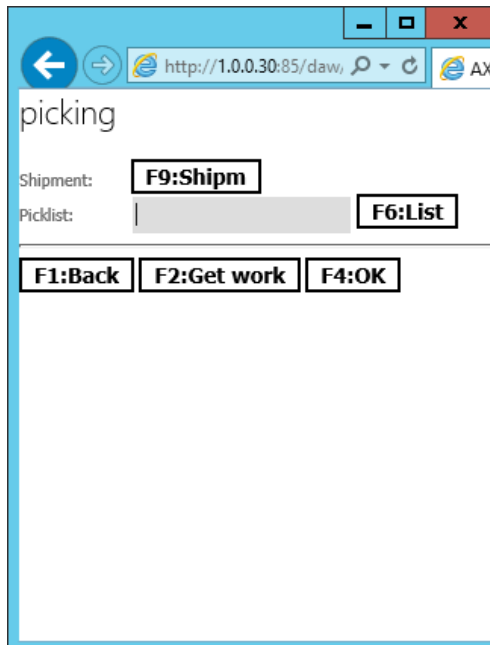 http://1.0.0.30:85/daw, AX
picking
Shipment: F9:Shipm
Picklist: F6:List
F1:Back F2:Get work F4:OK